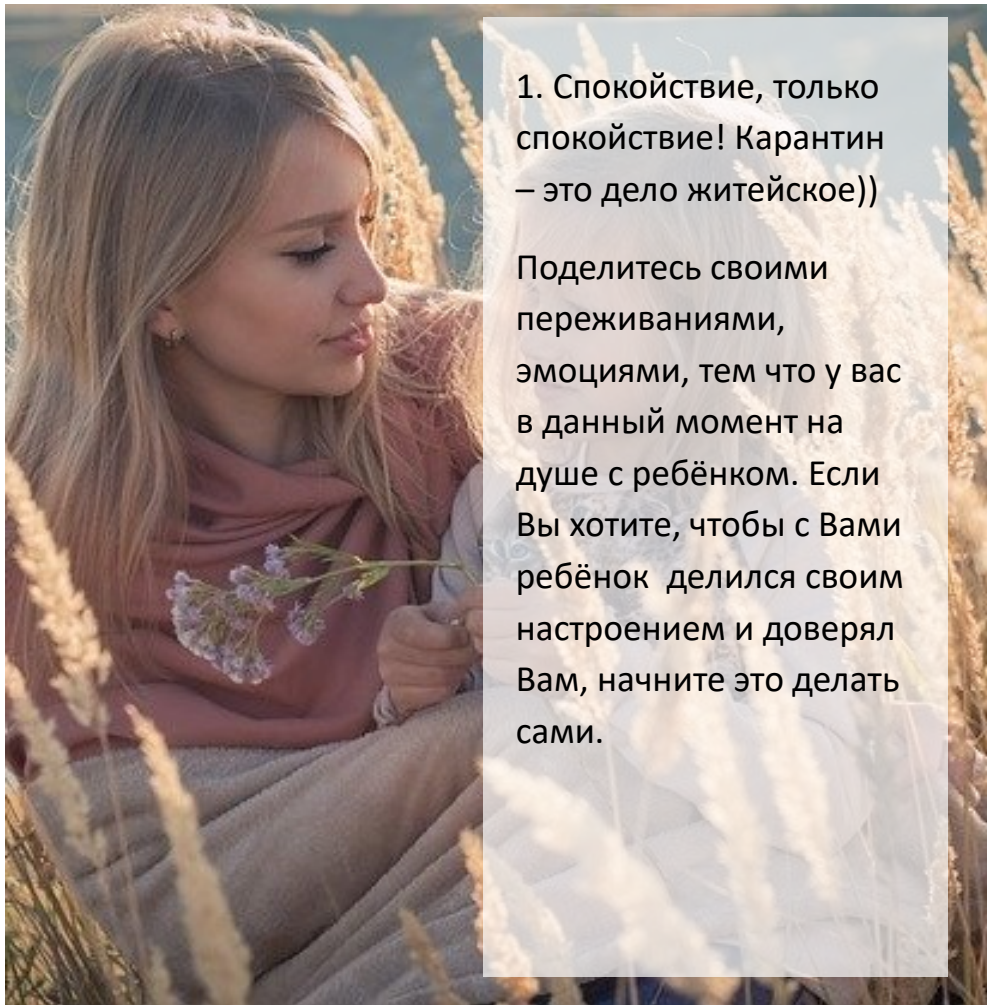 1. Спокойствие, только
спокойствие! Карантин
– это дело житейское))
Поделитесь своими
переживаниями,
эмоциями, тем что у вас
в данный момент на
душе с ребёнком. Если
Вы хотите, чтобы с Вами
ребёнок  делился своим
настроением и доверял
Вам, начните это делать
сами.